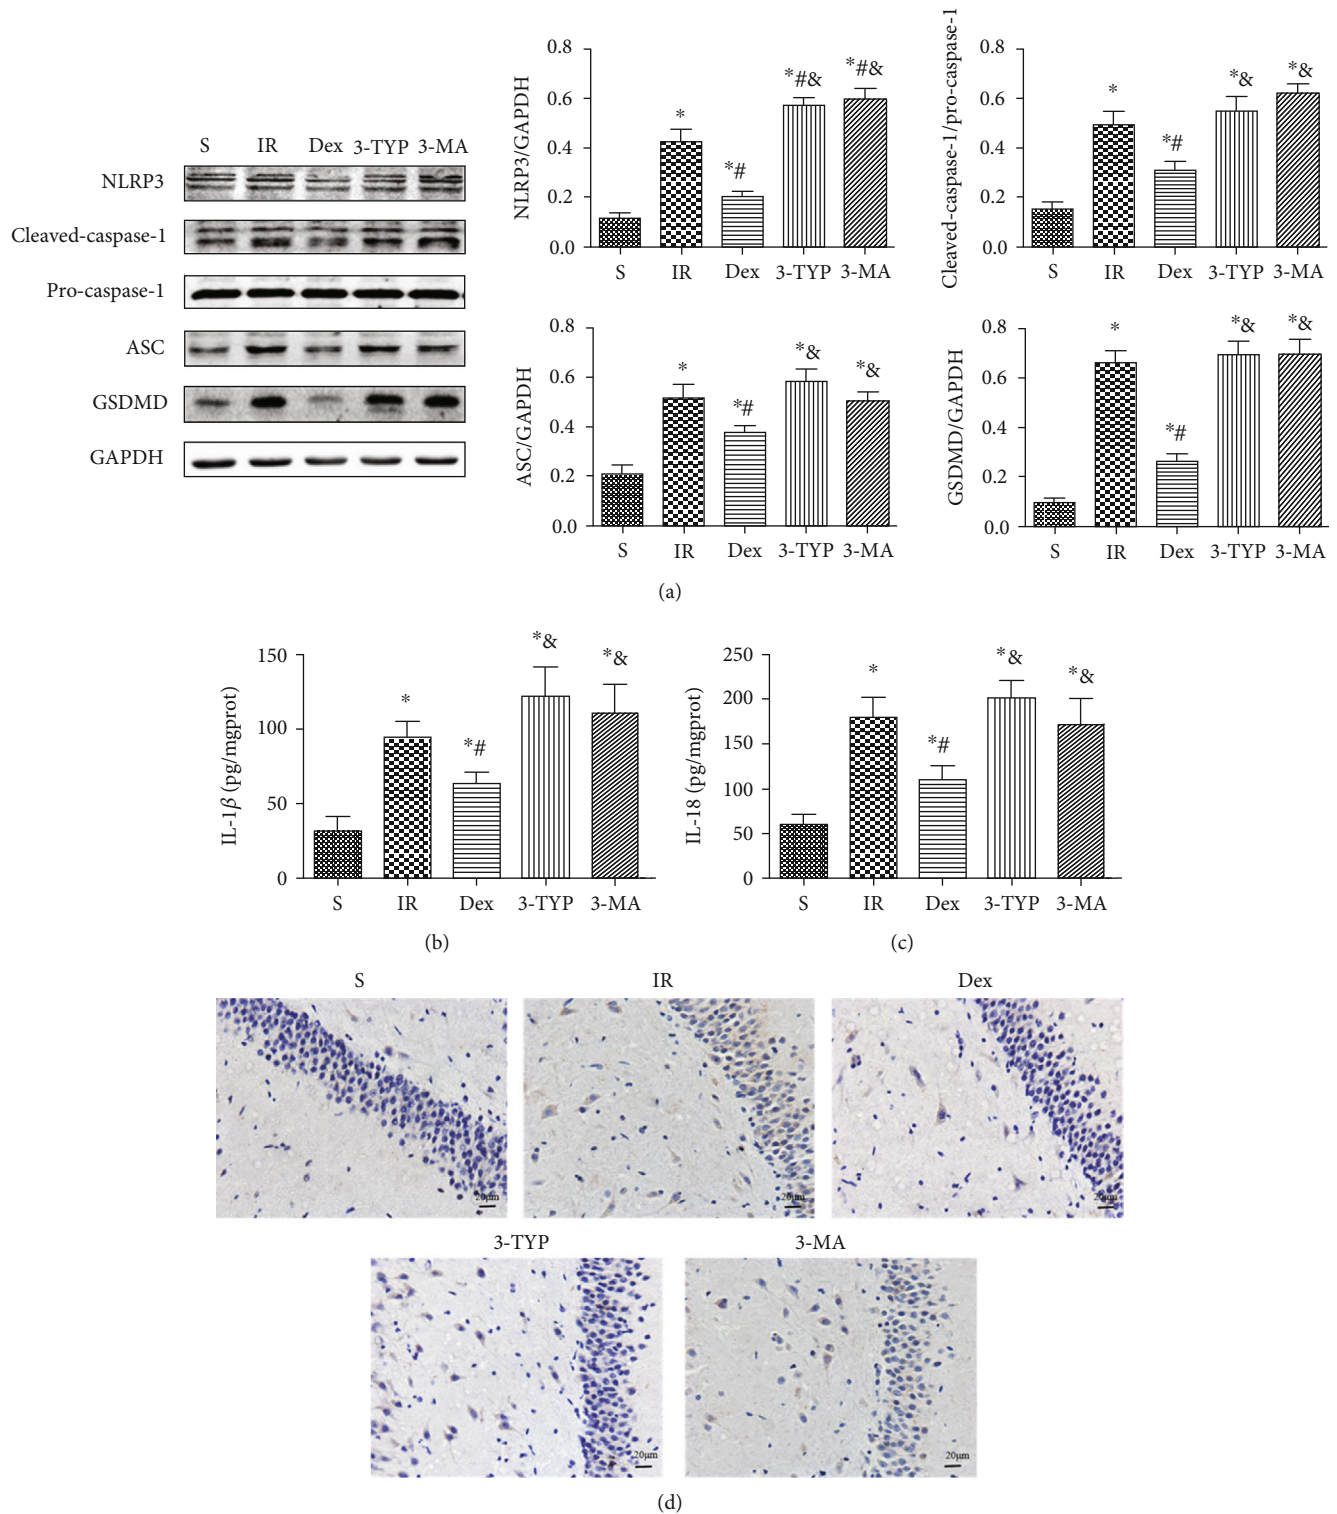 S IR Dex 3-TYP 3-MA
NLRP3
Cleaved-caspase-1
Pro-caspase-1
ASC
GSDMD
GAPDH
NLRP3/GAPDH
0.8
0.6
0.4
0.2
0.0
* *# *#& *#&
S IR Dex 3-TYP 3-MA
Cleaved-caspase-1/pro-caspase-1
0.8
0.6
0.4
0.2
0.0
* *# *& *&
S IR Dex 3-TYP 3-MA
ASC/GAPDH
0.8
0.6
0.4
0.2
0.0
* *# *& *&
S IR Dex 3-TYP 3-MA
GSDMD/GAPDH
0.8
0.6
0.4
0.2
0.0
* *# *& *&
S IR Dex 3-TYP 3-MA
(a)
IL-1β (pg/mgprot)
150
100
50
0
* *# *& *&
S IR Dex 3-TYP 3-MA
(b)
IL-18 (pg/mgprot)
250
200
150
100
50
0
* *# *& *&
S IR Dex 3-TYP 3-MA
(c)
S IR Dex
20μm 20μm 20μm
3-TYP 3-MA
20μm 20μm
(d)